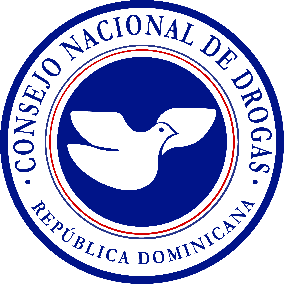 · CONSEJO NACIONAL DE DROGAS ·
REPÚBLICA DOMINICANA